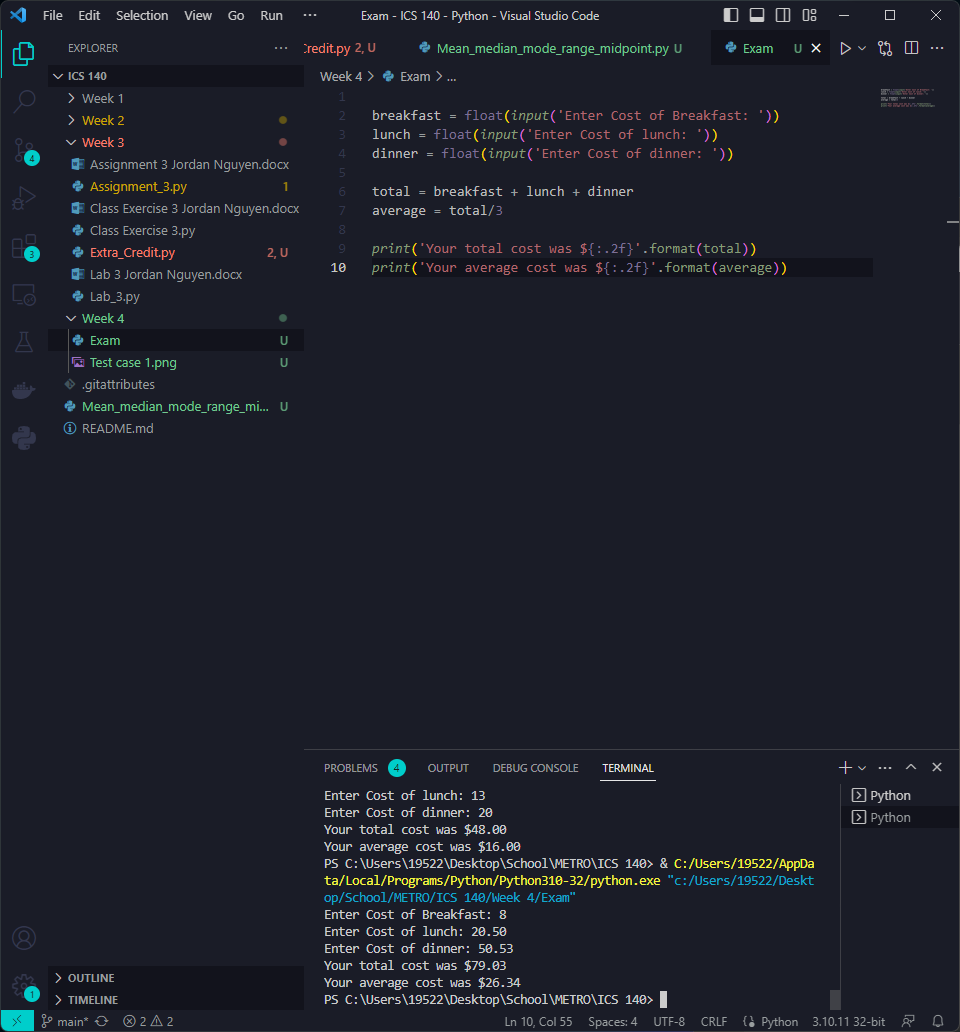 File Edit Selection View Go Run ··· Exam - ICS 140 - Python - Visual Studio Code
EXPLORER ···
ICS 140
Week 1
Week 2
Week 3
Assignment 3 Jordan Nguyen.docx
Assignment_3.py 1
Class Exercise 3 Jordan Nguyen.docx
Class Exercise 3.py
Extra_Credit.py 2, U
Lab 3 Jordan Nguyen.docx
Lab_3.py
Week 4
Exam U
Test case 1.png U
.gitattributes
Mean_median_mode_range_mi... U
README.md
OUTLINE
TIMELINE
4
3
1
Credit.py 2, U Mean_median_mode_range_midpoint.py U Exam U
Week 4 > Exam > ...
1
2 breakfast = float(input('Enter Cost of Breakfast: '))
3 lunch = float(input('Enter Cost of lunch: '))
4 dinner = float(input('Enter Cost of dinner: '))
5
6 total = breakfast + lunch + dinner
7 average = total/3
8
9 print('Your total cost was ${:.2f}'.format(total))
10 print('Your average cost was ${:.2f}'.format(average))
PROBLEMS 4 OUTPUT DEBUG CONSOLE TERMINAL
Enter Cost of lunch: 13
Enter Cost of dinner: 20
Your total cost was $48.00
Your average cost was $16.00
PS C:\Users\19522\Desktop\School\METRO\ICS 140> & C:/Users/19522/AppDa
ta/Local/Programs/Python/Python310-32/python.exe "c:/Users/19522/Deskt
op/School/METRO/ICS 140/Week 4/Exam"
Enter Cost of Breakfast: 8
Enter Cost of lunch: 20.50
Enter Cost of dinner: 50.53
Your total cost was $79.03
Your average cost was $26.34
PS C:\Users\19522\Desktop\School\METRO\ICS 140>
Python
Python
main* 2 2 Ln 10, Col 55 Spaces: 4 UTF-8 CRLF Python 3.10.11 32-bit